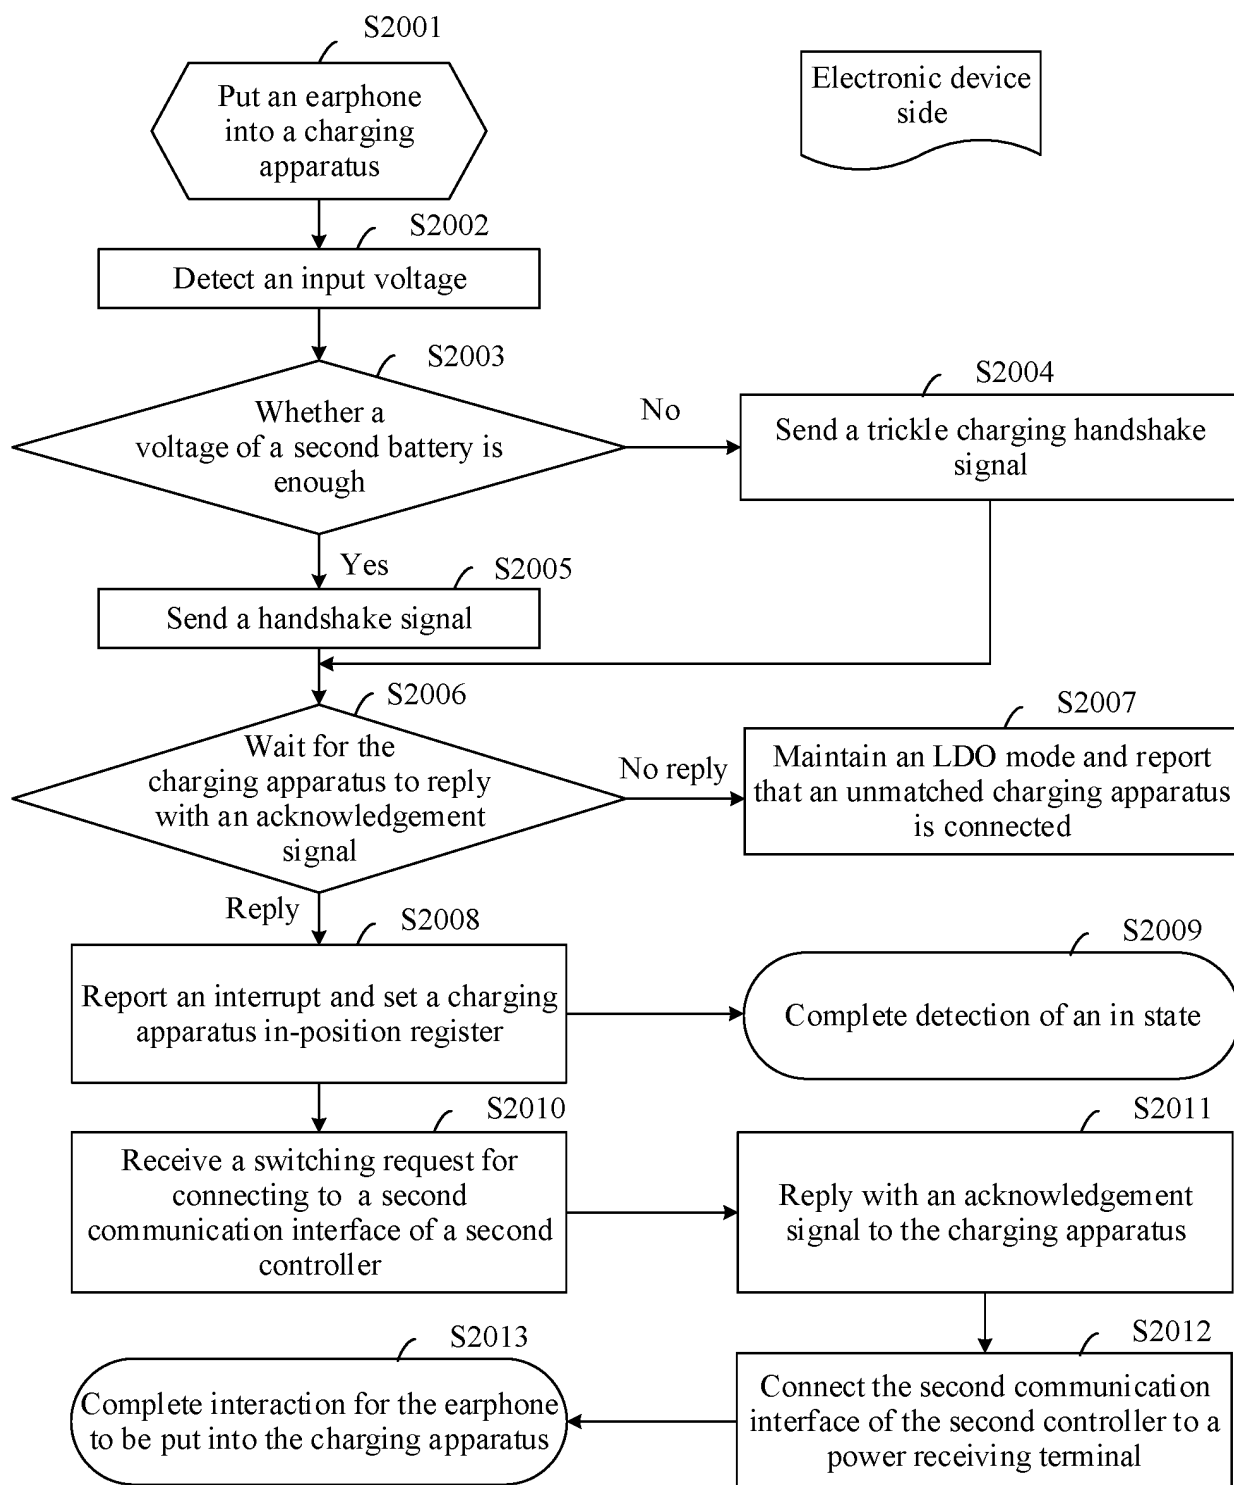 S2001
Put an earphone
into a charging
apparatus
Electronic device
side
S2002
Detect an input voltage
S2003
Whether a
voltage of a second battery is
enough
No
S2004
Send a trickle charging handshake
signal
Yes
S2005
Send a handshake signal
S2006
Wait for the
charging apparatus to reply
with an acknowledgement
signal
No reply
S2007
Maintain an LDO mode and report
that an unmatched charging apparatus
is connected
Reply
S2008
Report an interrupt and set a charging
apparatus in-position register
S2009
Complete detection of an in state
S2010
Receive a switching request for
connecting to a second
communication interface of a second
controller
S2011
Reply with an acknowledgement
signal to the charging apparatus
S2012
Connect the second communication
interface of the second controller to a
power receiving terminal
S2013
Complete interaction for the earphone
to be put into the charging apparatus